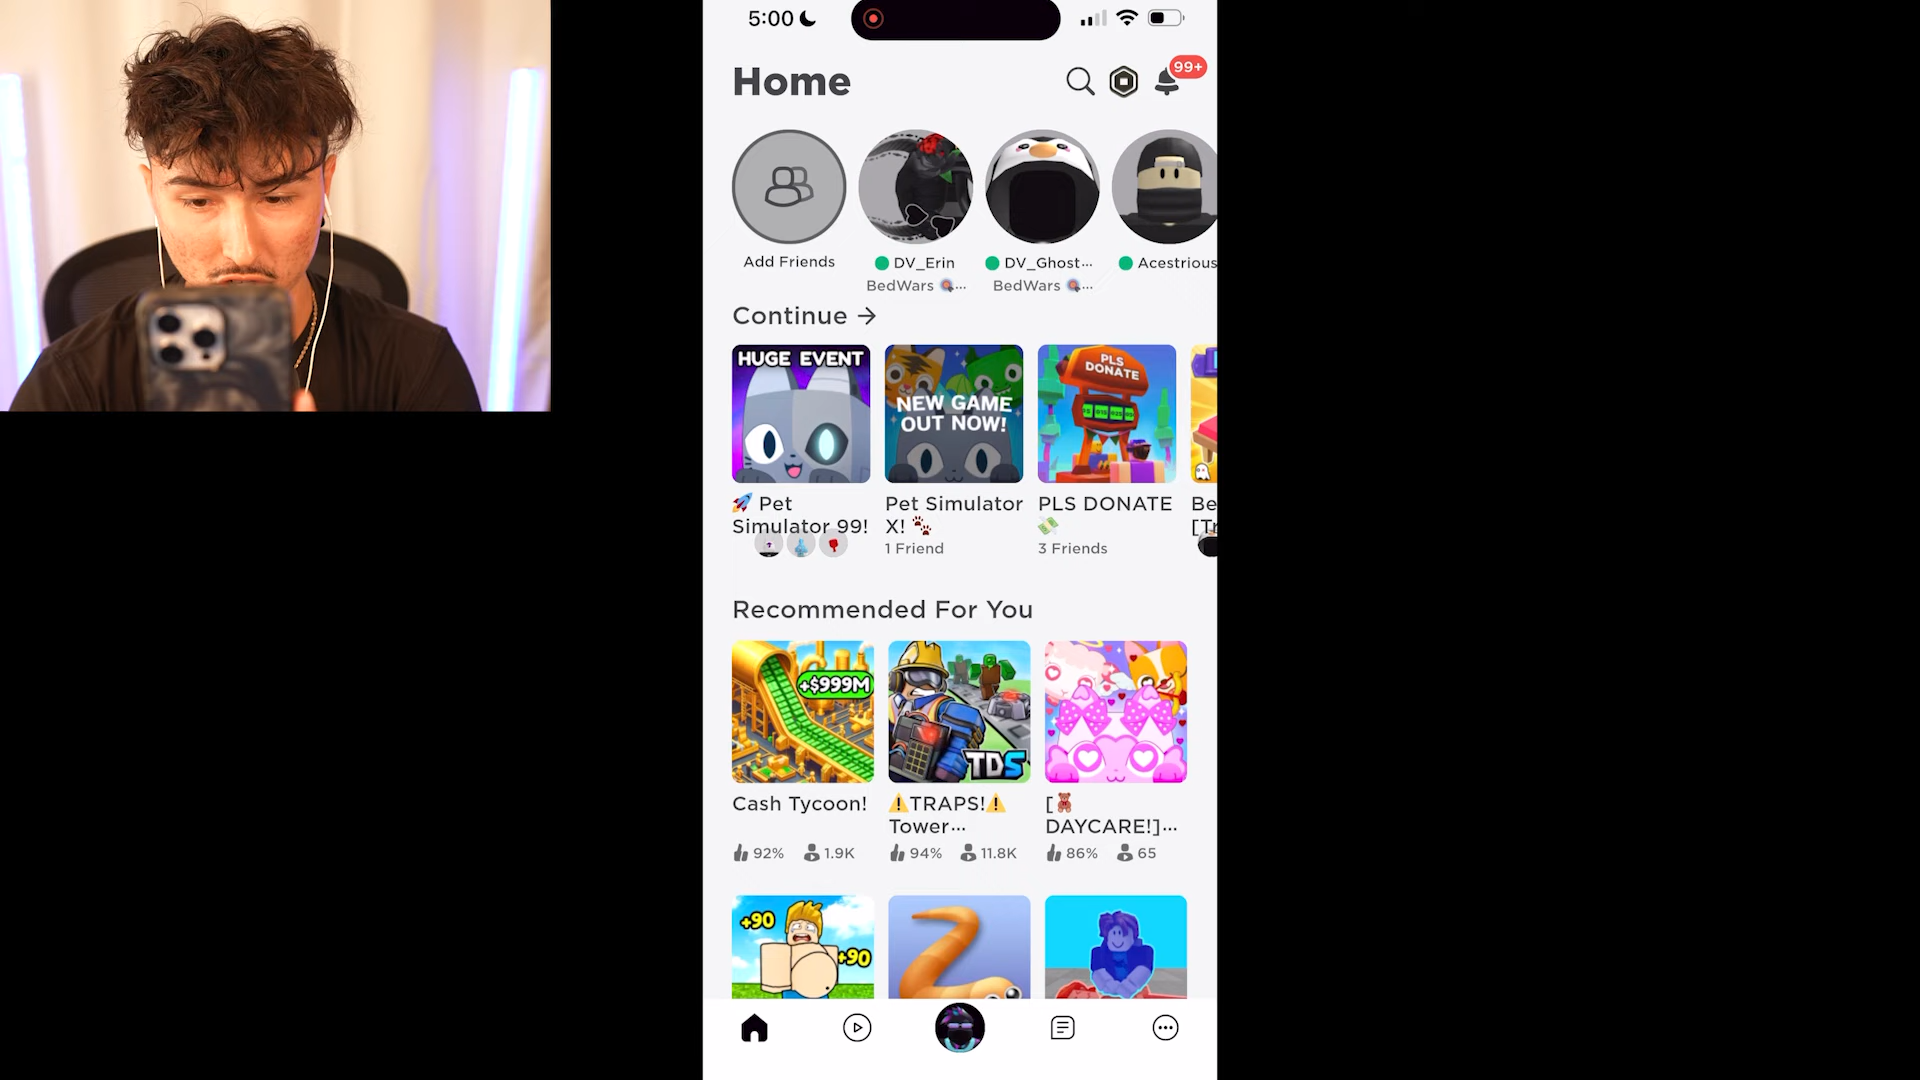 5:00
Home
99+
Add Friends
DV_Erin
BedWars
DV_Ghost...
BedWars
Acestrious
Continue →
HUGE EVENT
NEW GAME
OUT NOW!
PLS
DONATE
🚀 Pet
Simulator 99!
Pet Simulator
X! 🐾
1 Friend
PLS DONATE
💸
3 Friends
Be
[Tr
Recommended For You
+$999M
TDS
Cash Tycoon!
92% 1.9K
⚠️TRAPS!⚠️
Tower...
94% 11.8K
[🧸
DAYCARE!]...
86% 65
+90
+90